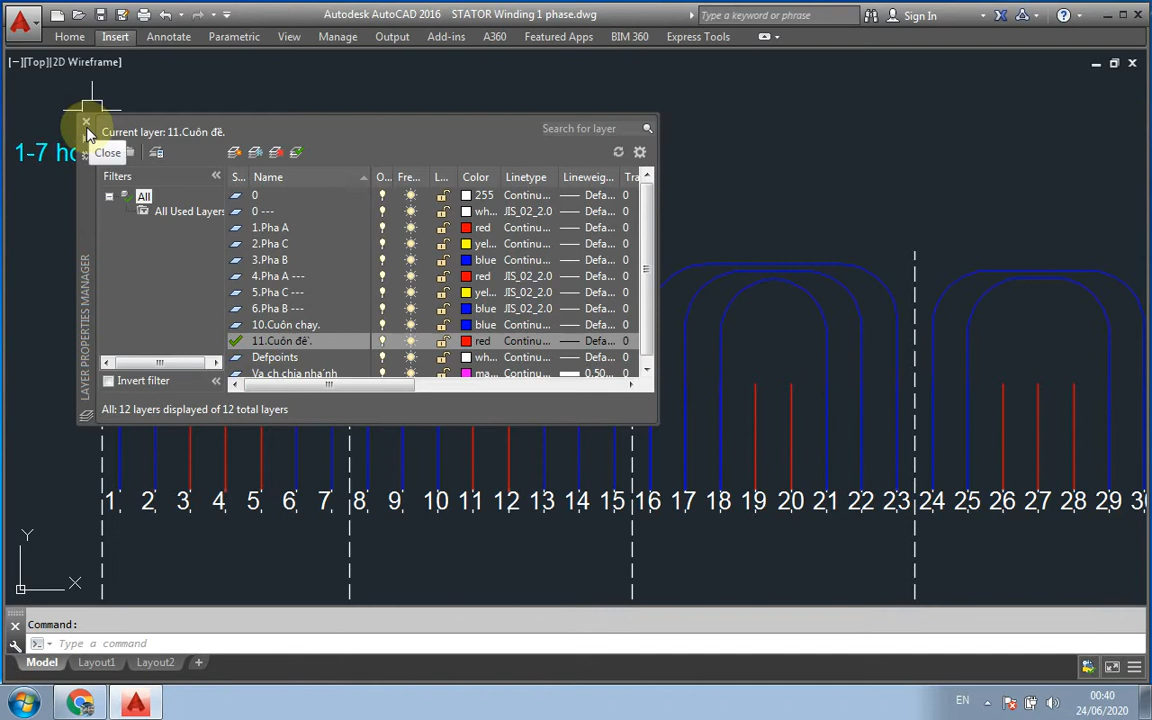 Autodesk AutoCAD 2016 STATOR Winding 1 phase.dwg
Type a keyword or phrase
Sign In
Home Insert Annotate Parametric View Manage Output Add-ins A360 Featured Apps BIM 360 Express Tools
[−][Top][2D Wireframe]
Current layer: 11.Cuôn đề.
Search for layer
Close
1-7
Filters
S... Name O... Fre... L... Color Linetype Lineweig... Tra
All
All Used Layers
0 255 Continu... Defa... 0
0 --- wh... JIS_02_2.0 Defa... 0
1.Pha A red Continu... Defa... 0
2.Pha C yel... Continu... Defa... 0
3.Pha B blue Continu... Defa... 0
4.Pha A --- red JIS_02_2.0 Defa... 0
5.Pha C --- yel... JIS_02_2.0 Defa... 0
6.Pha B --- blue JIS_02_2.0 Defa... 0
10.Cuôn chay. blue Continu... Defa... 0
11.Cuôn đê`. red Continu... Defa... 0
Defpoints wh... Continu... Defa... 0
Va ch chia nha´nh ma... Continu... 0.50... 0
Invert filter
All: 12 layers displayed of 12 total layers
LAYER PROPERTIES MANAGER
1 2 3 4 5 6 7 8 9 10 11 12 13 14 15 16 17 18 19 20 21 22 23 24 25 26 27 28 29
Y
X
Command:
Type a command
Model Layout1 Layout2 +
EN
00:40
24/06/2020